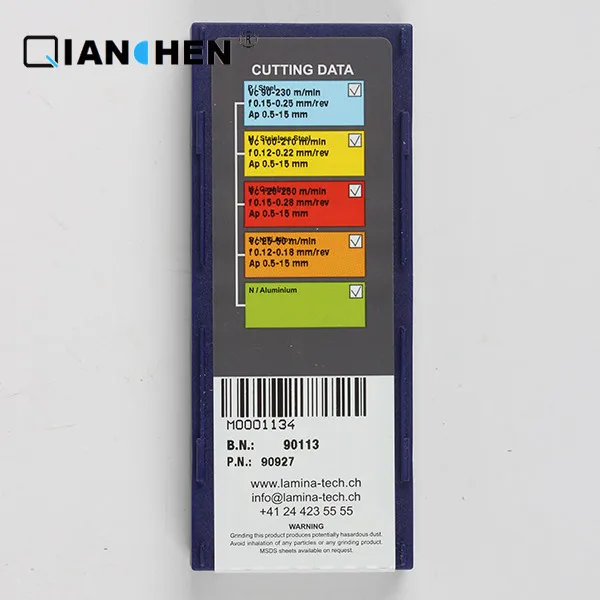 QIANCHEN
CUTTING DATA
P / Steel
Vc 90-230 m/min
f 0.15-0.25 mm/rev
Ap 0.5-15 mm
M / Stainless Steel
Vc 100-210 m/min
f 0.12-0.22 mm/rev
Ap 0.5-15 mm
Vc 120-250 m/min
f 0.15-0.28 mm/rev
Ap 0.5-15 mm
Vc 25-50 m/min
f 0.12-0.18 mm/rev
Ap 0.5-15 mm
N / Aluminium
M0001134
B.N.: 90113
P.N.: 90927
www.lamina-tech.ch
info@lamina-tech.ch
+41 24 423 55 55
WARNING
Grinding this product produces potentially hazardous dust.
Avoid inhalation of any particles or any grinding product.
MSDS sheets available on request.